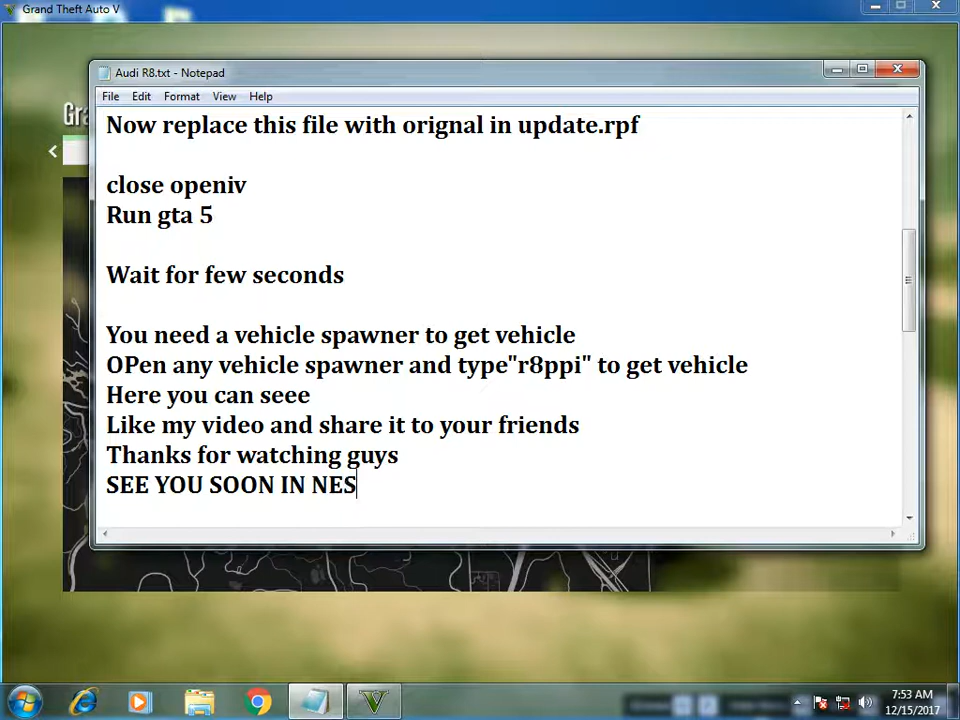 Grand Theft Auto V
Audi R8.txt - Notepad
File Edit Format View Help
Now replace this file with orignal in update.rpf
close openiv
Run gta 5
Wait for few seconds
You need a vehicle spawner to get vehicle
OPen any vehicle spawner and type"r8ppi" to get vehicle
Here you can seee
Like my video and share it to your friends
Thanks for watching guys
SEE YOU SOON IN NES
7:53 AM
12/15/2017